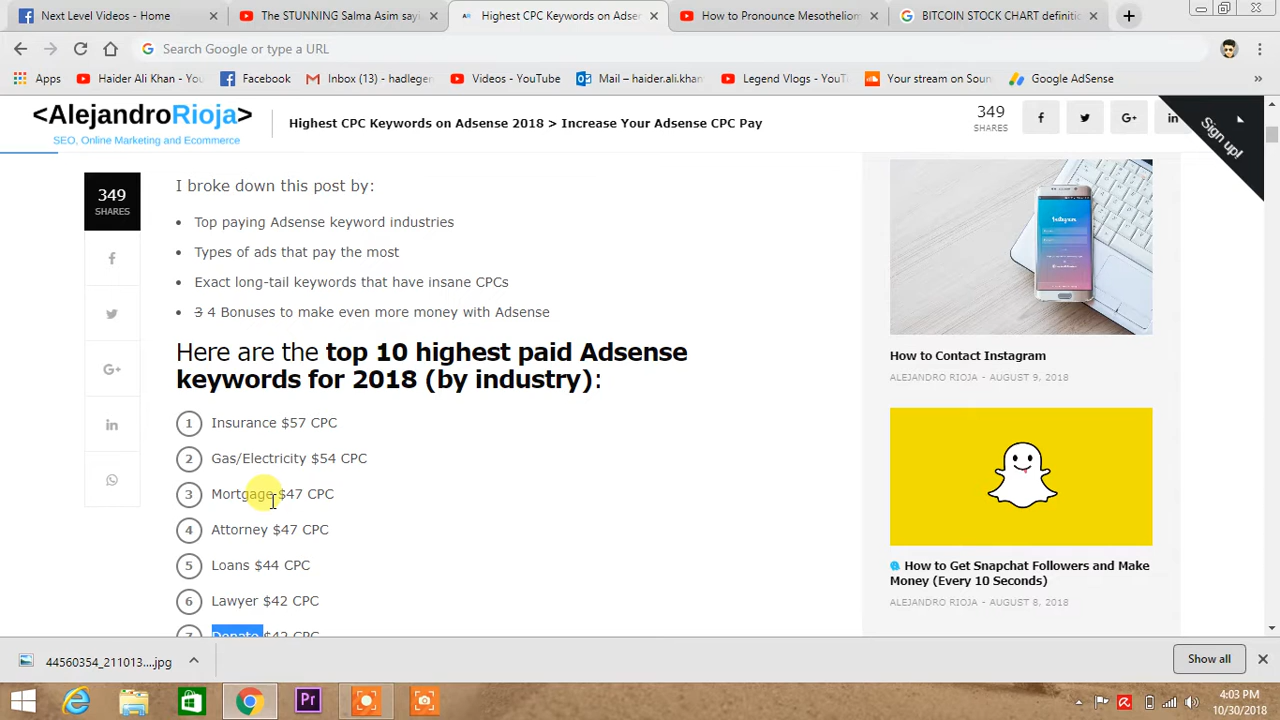 Next Level Videos - Home
The STUNNING Salma Asim say
Highest CPC Keywords on Adse
How to Pronounce Mesotheliom
BITCOIN STOCK CHART definiti
Search Google or type a URL
Apps
Haider Ali Khan - You
Facebook
Inbox (13) - hadlegen
Videos - YouTube
Mail – haider.ali.khan
Legend Vlogs - YouT
Your stream on Soun
Google AdSense
»
<AlejandroRioja>
SEO, Online Marketing and Ecommerce
Highest CPC Keywords on Adsense 2018 > Increase Your Adsense CPC Pay
349
SHARES
Sign up!
349
SHARES
I broke down this post by:
• Top paying Adsense keyword industries
• Types of ads that pay the most
• Exact long-tail keywords that have insane CPCs
• 3 4 Bonuses to make even more money with Adsense
Here are the top 10 highest paid Adsense
keywords for 2018 (by industry):
1 Insurance $57 CPC
2 Gas/Electricity $54 CPC
3 Mortgage $47 CPC
4 Attorney $47 CPC
5 Loans $44 CPC
6 Lawyer $42 CPC
7 Donate $42 CPC
How to Contact Instagram
ALEJANDRO RIOJA - AUGUST 9, 2018
How to Get Snapchat Followers and Make
Money (Every 10 Seconds)
ALEJANDRO RIOJA - AUGUST 8, 2018
44560354_211013....jpg
Show all
Pr
4:03 PM
10/30/2018